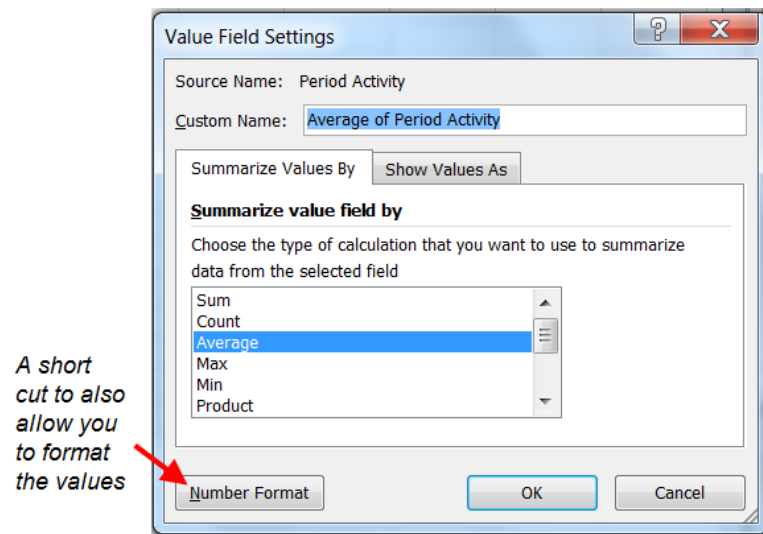 Value Field Settings
Source Name: Period Activity
Custom Name: Average of Period Activity
Summarize Values By Show Values As
Summarize value field by
Choose the type of calculation that you want to use to summarize
data from the selected field
Sum
Count
Average
Max
Min
Product
A short
cut to also
allow you
to format
the values
Number Format OK Cancel